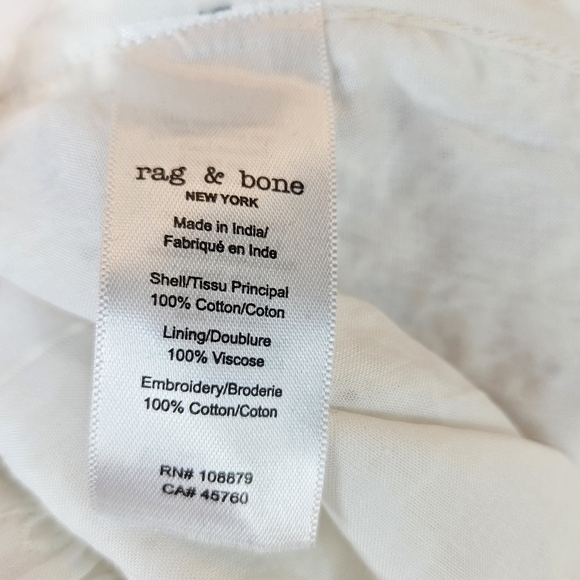 rag & bone
NEW YORK
Made in India/
Fabriqué en Inde
Shell/Tissu Principal
100% Cotton/Coton
Lining/Doublure
100% Viscose
Embroidery/Broderie
100% Cotton/Coton
RN# 108879
CA# 45760